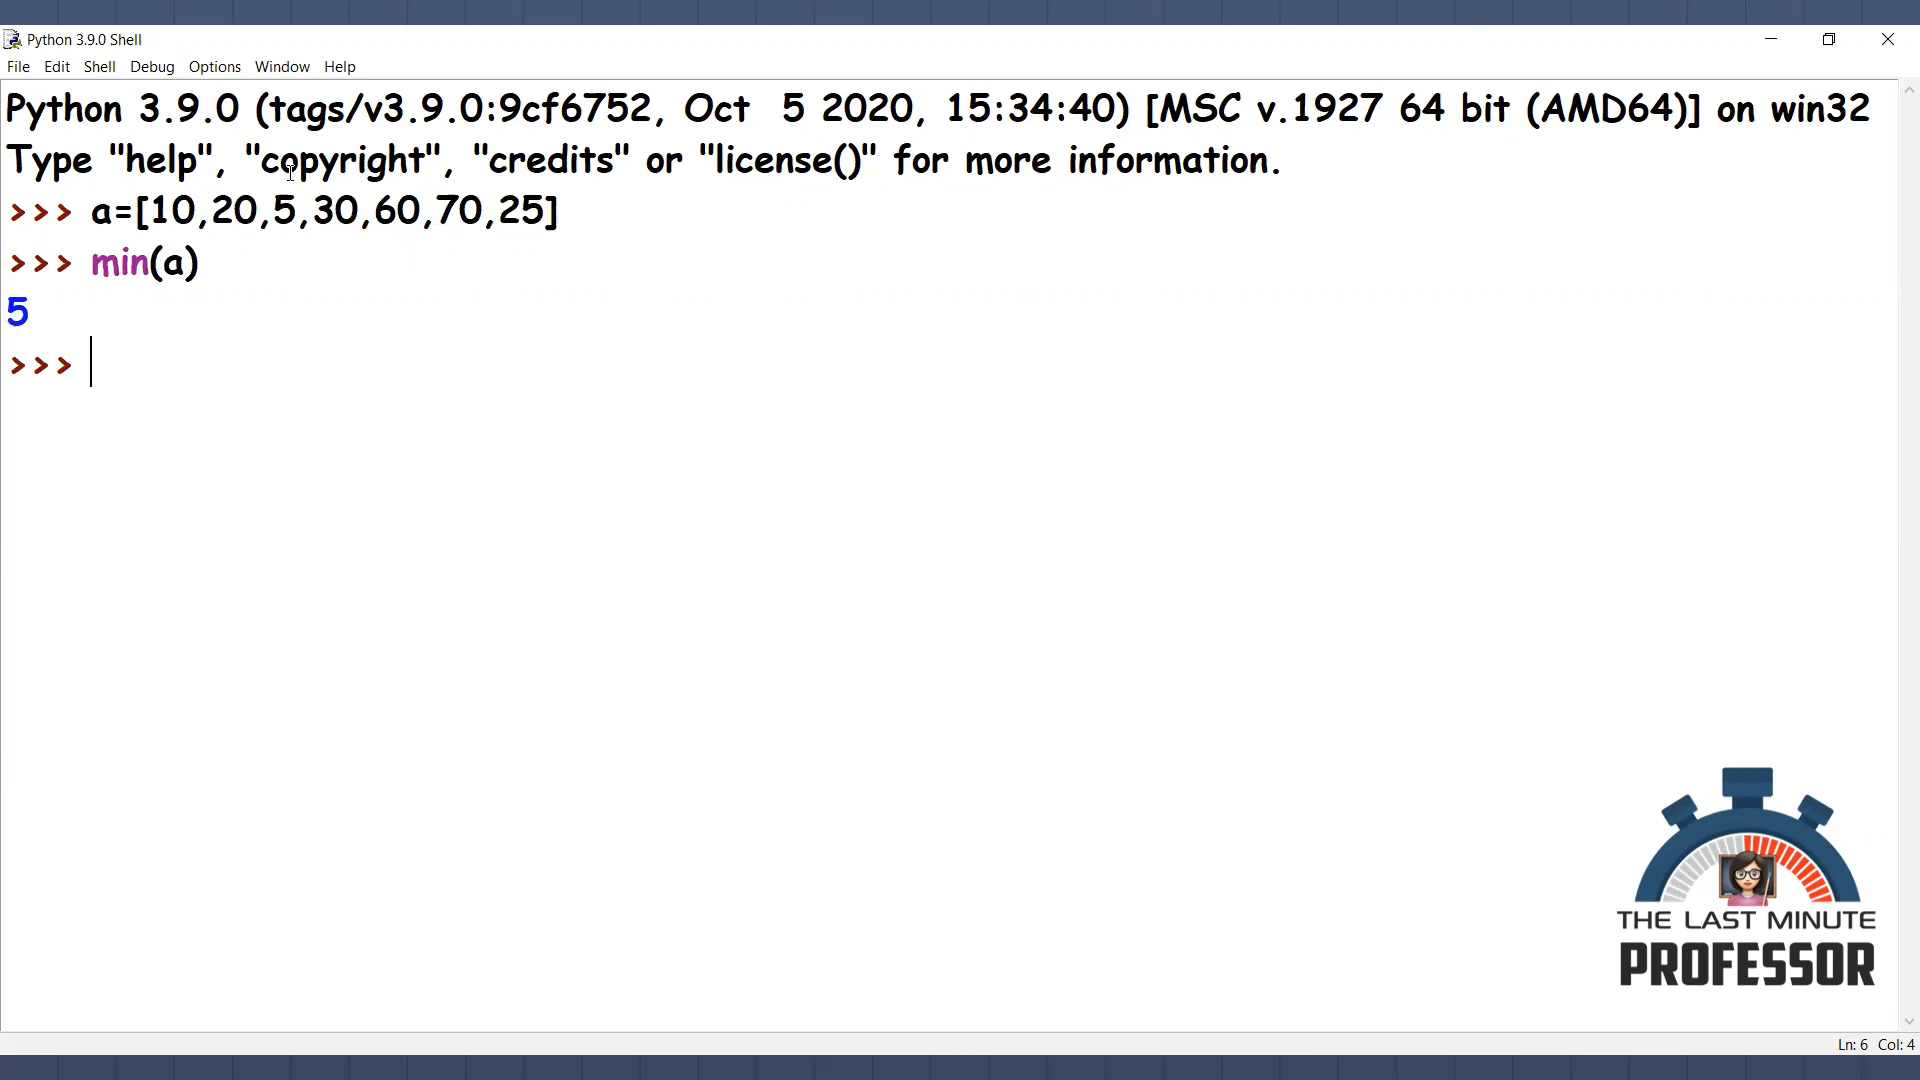 Python 3.9.0 Shell
File Edit Shell Debug Options Window Help
Python 3.9.0 (tags/v3.9.0:9cf6752, Oct  5 2020, 15:34:40) [MSC v.1927 64 bit (AMD64)] on win32
Type "help", "copyright", "credits" or "license()" for more information.
>>> a=[10,20,5,30,60,70,25]
>>> min(a)
5
>>>
THE LAST MINUTE
PROFESSOR
Ln: 6 Col: 4